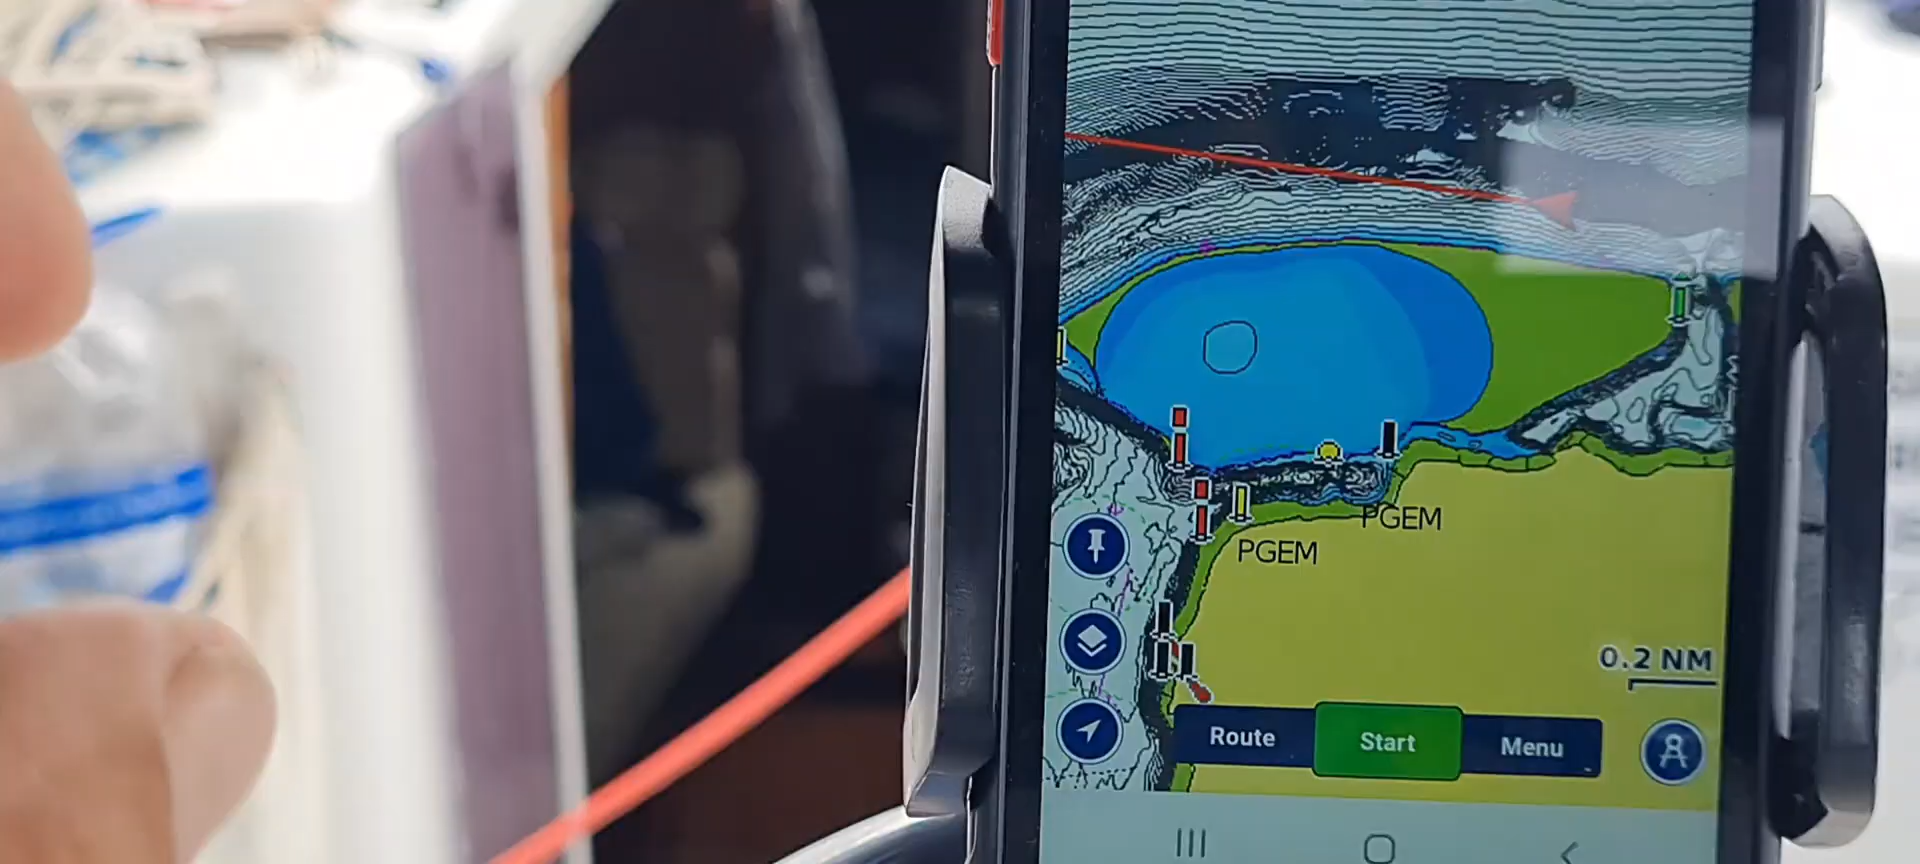 PGEM
PGEM
0.2 NM
Route
Start
Menu